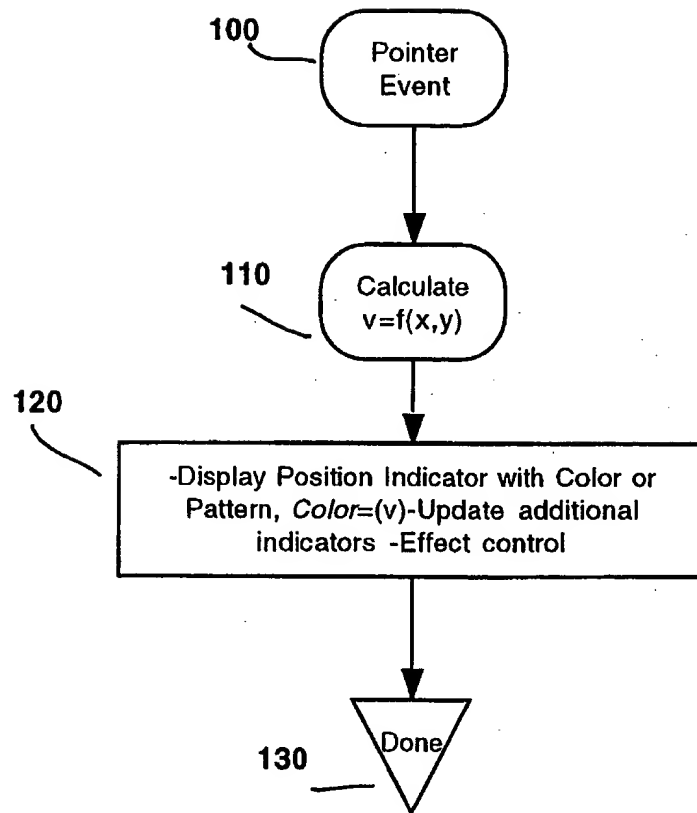 100
Pointer
Event
110
Calculate
v=f(x,y)
120
-Display Position Indicator with Color or
Pattern, Color=(v)-Update additional
indicators -Effect control
Done
130